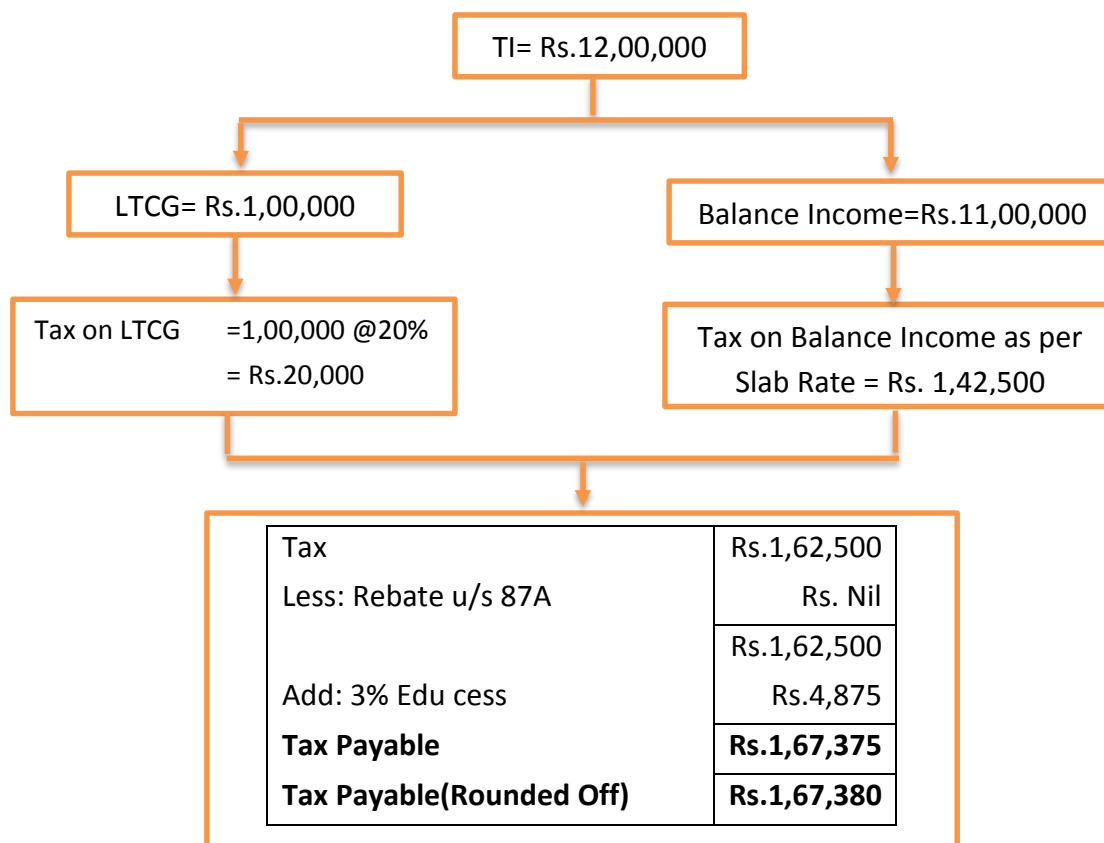 TI= Rs.12,00,000
LTCG= Rs.1,00,000
Balance Income=Rs.11,00,000
Tax on LTCG =1,00,000 @20%
= Rs.20,000
Tax on Balance Income as per
Slab Rate = Rs. 1,42,500
Tax Rs.1,62,500
Less: Rebate u/s 87A Rs. Nil
Rs.1,62,500
Add: 3% Edu cess Rs.4,875
Tax Payable Rs.1,67,375
Tax Payable(Rounded Off) Rs.1,67,380